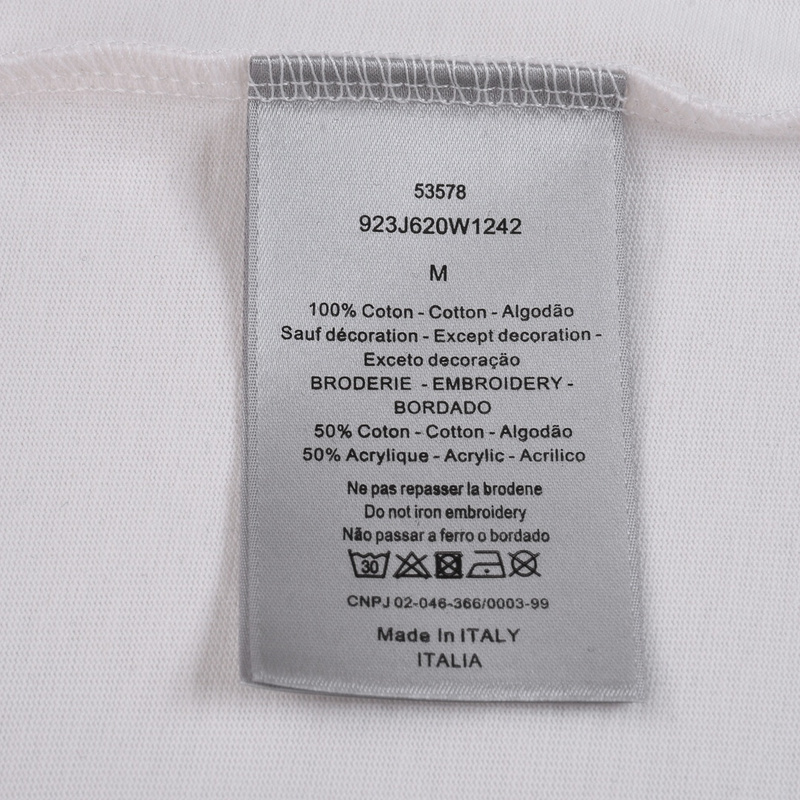 53578
923J620W1242
M
100% Coton - Cotton - Algodão
Sauf décoration - Except decoration -
Exceto decoração
BRODERIE - EMBROIDERY -
BORDADO
50% Coton - Cotton - Algodão
50% Acrylique - Acrylic - Acrilico
Ne pas repasser la brodene
Do not iron embroidery
Não passar a ferro o bordado
30
CNPJ 02-046-366/0003-99
Made In ITALY
ITALIA